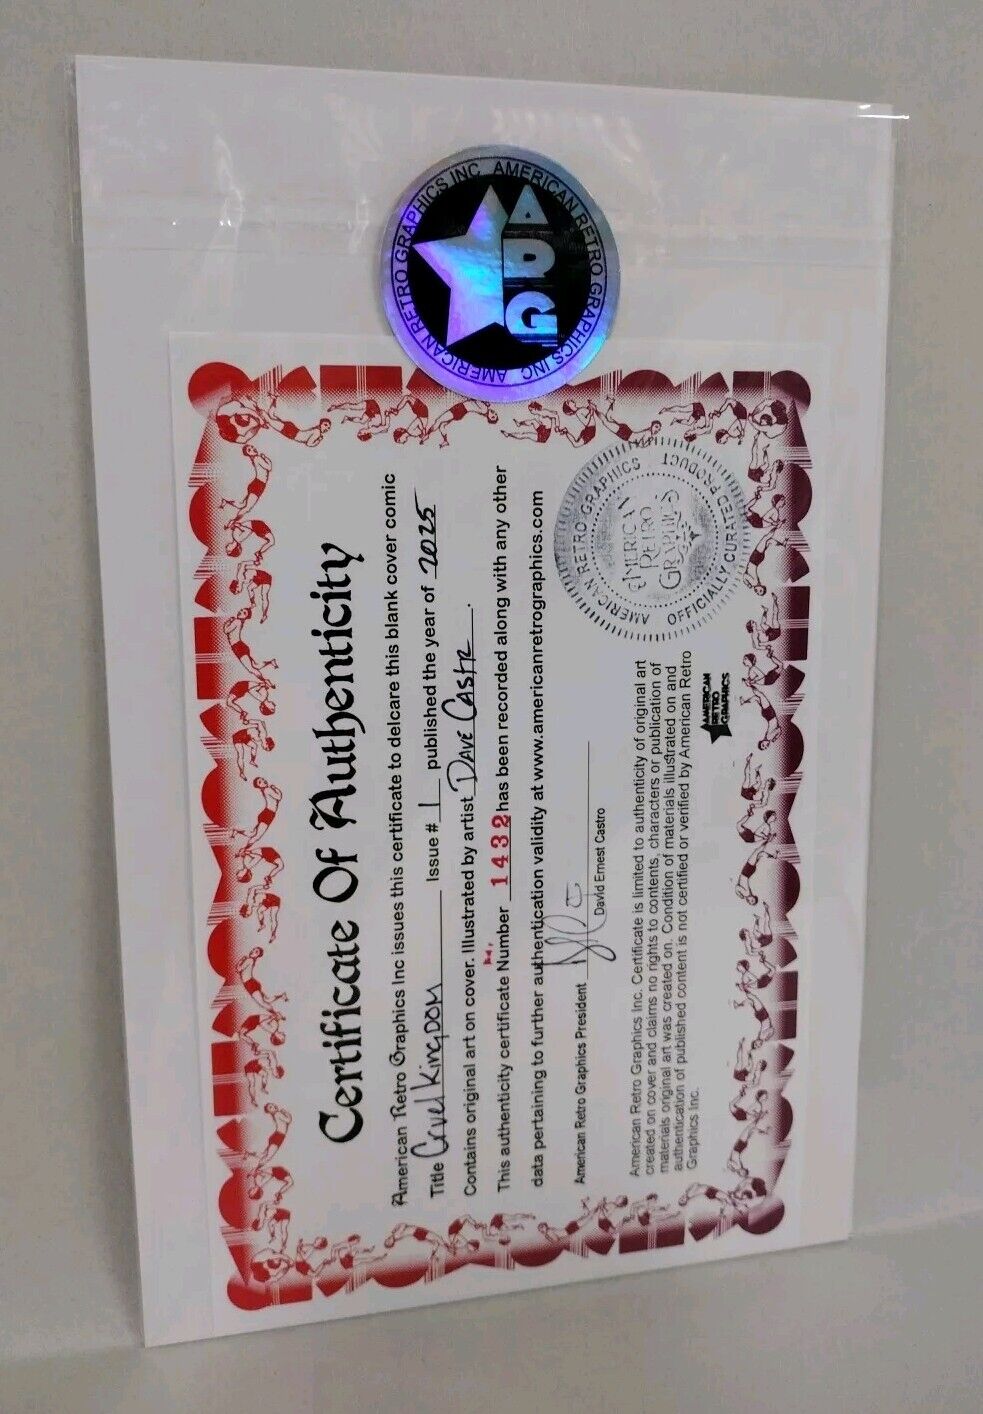 AMERICAN RETRO GRAPHICS INC. AMERICAN RETRO GRAPHICS INC.
ARG
Certificate Of Authenticity
American Retro Graphics Inc issues this certificate to delcare this blank cover comic
Title Cruel Kingdom Issue # 1 published the year of 2025
Contains original art on cover. Illustrated by artist Dave Castr.
This authenticity certificate Number 1432 has been recorded along with any other
data pertaining to further authentication validity at www.americanretrographics.com
American Retro Graphics President
David Ernest Castro
American Retro Graphics Inc. Certificate is limited to authenticity of original art
created on cover and claims no rights to contents, characters or publication of
materials original art was created on. Condition of materials illustrated on and
authentication of published content is not certified or verified by American Retro
Graphics Inc.
AMERICAN
RETRO
GRAPHICS
AMERICAN RETRO GRAPHICS
OFFICIALLY CURATED PRODUCT
AMERICAN
RETRO
GRAPHICS